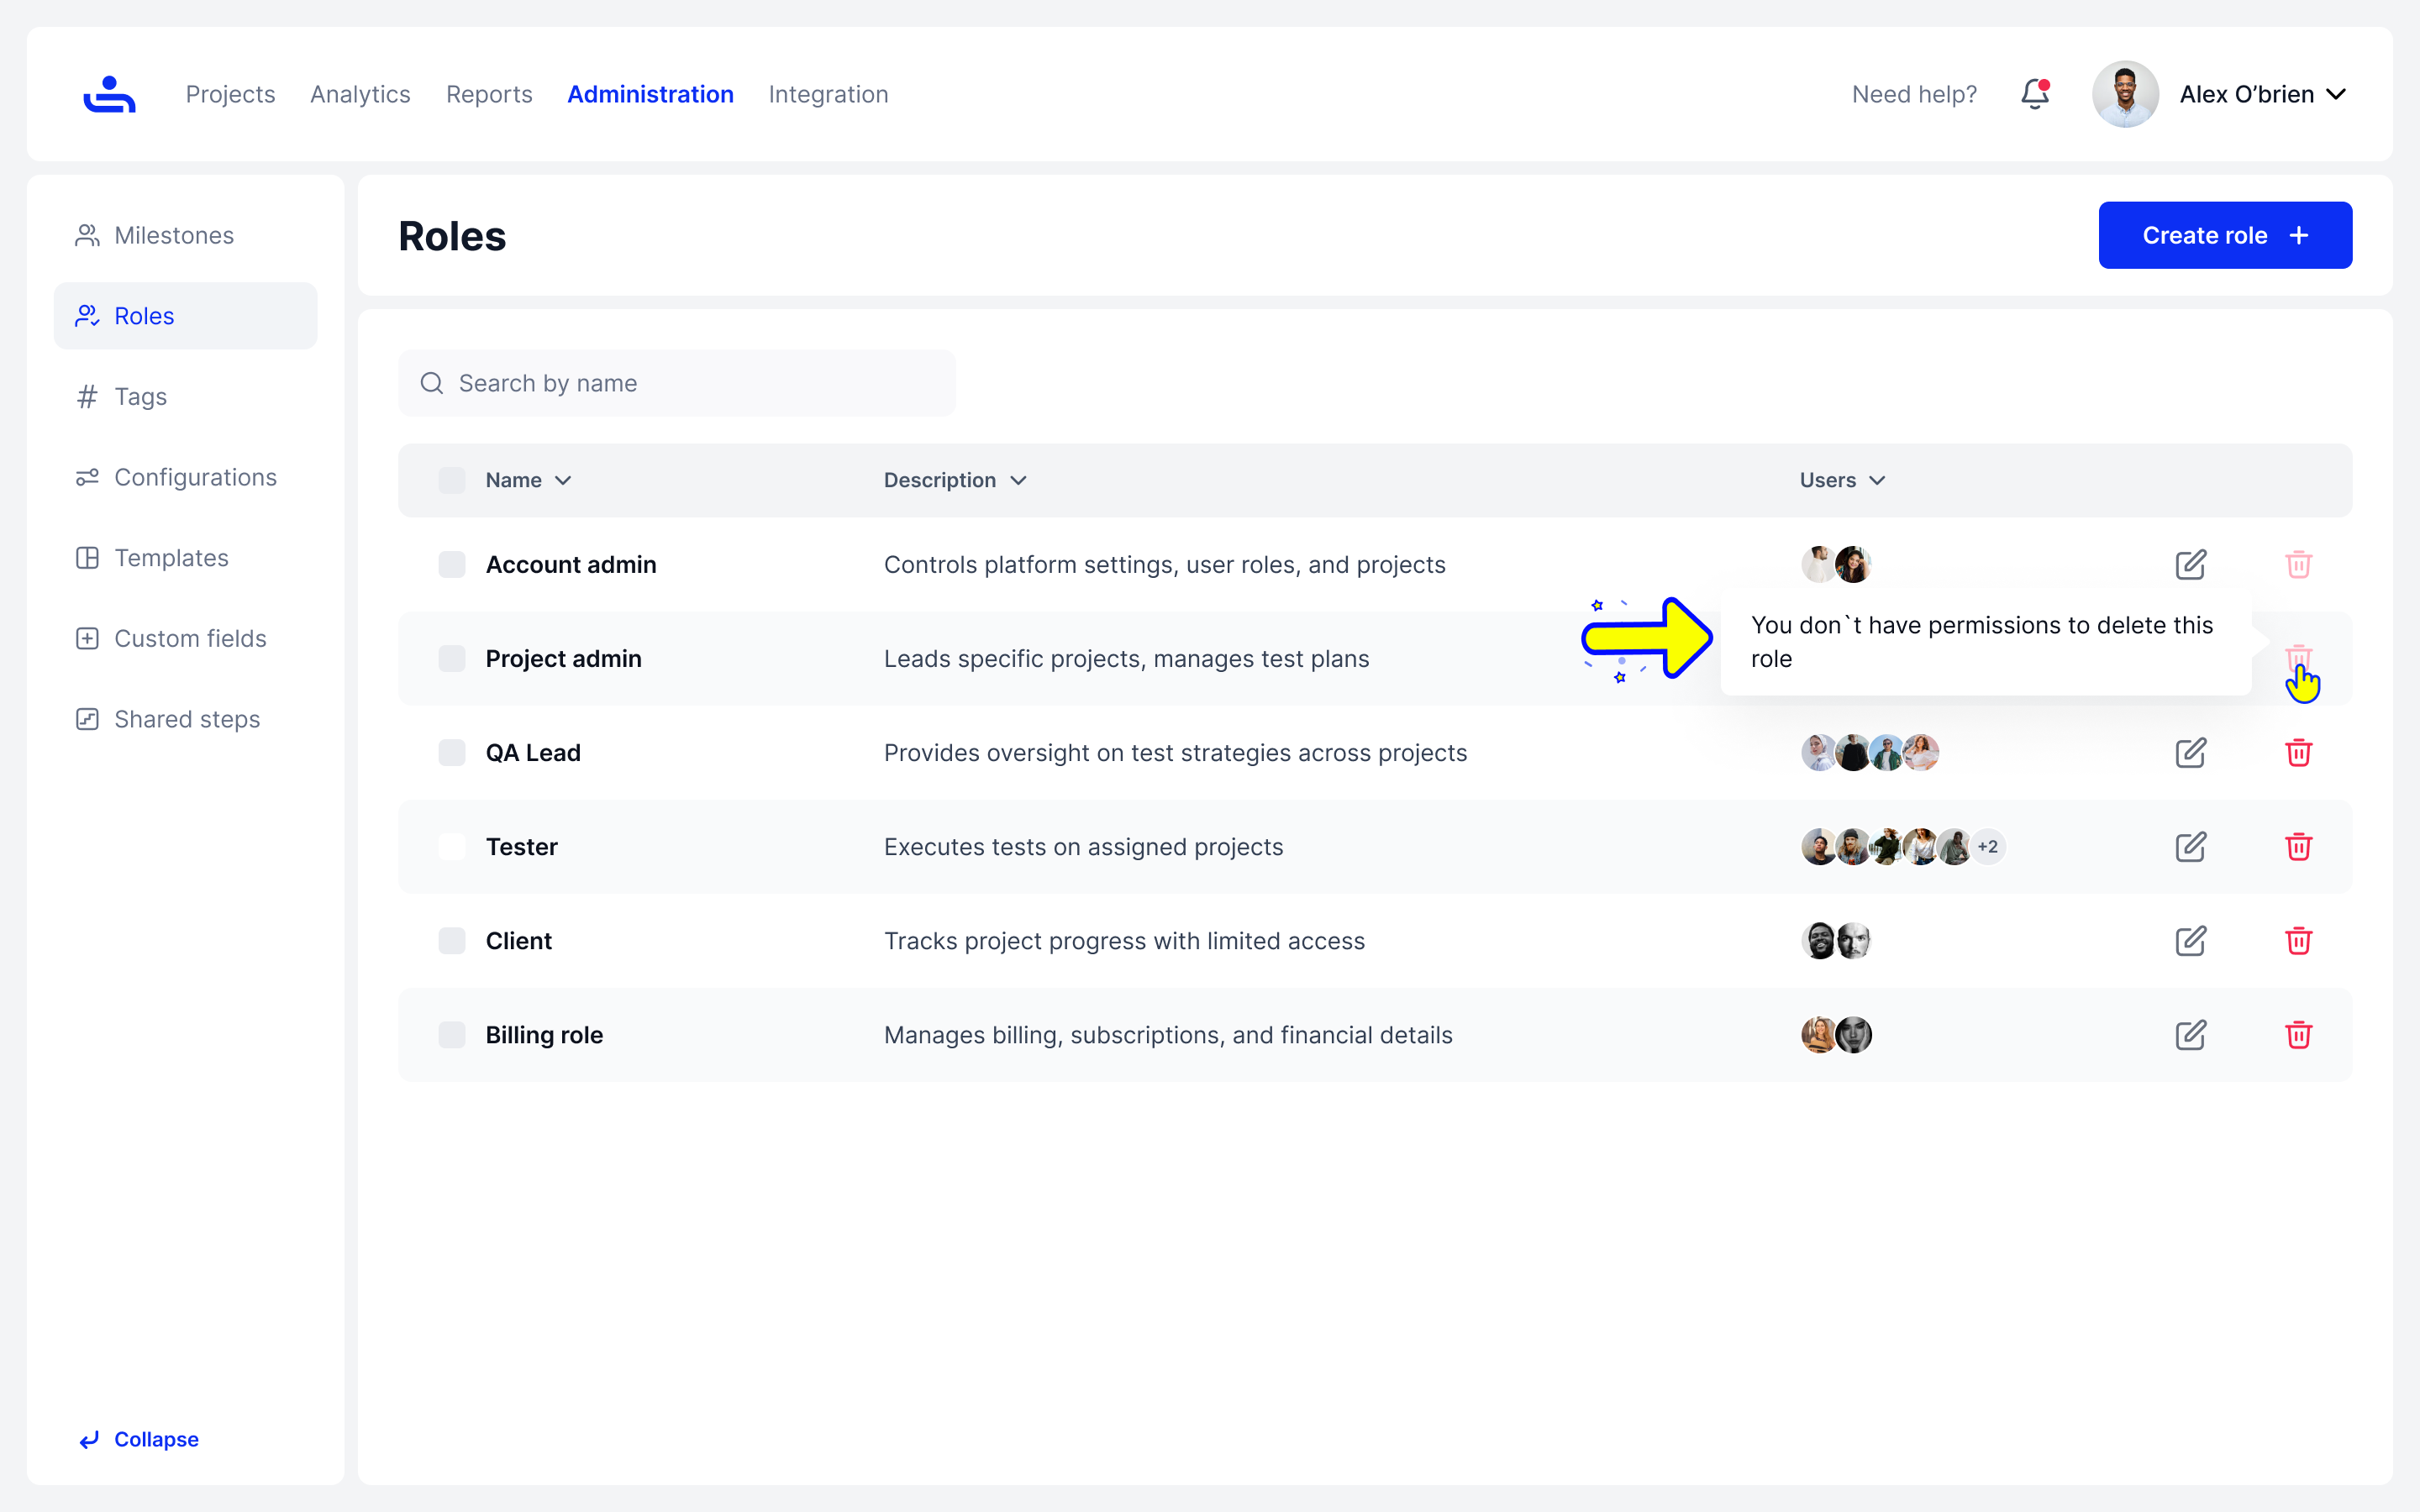 Projects Analytics Reports Administration Integration Need help? Alex O’brien
Milestones
Roles
Tags
Configurations
Templates
Custom fields
Shared steps
Collapse
Roles
Create role
Search by name
Name Description Users
Account admin Controls platform settings, user roles, and projects
Project admin Leads specific projects, manages test plans
You don`t have permissions to delete this
role
QA Lead Provides oversight on test strategies across projects
Tester Executes tests on assigned projects +2
Client Tracks project progress with limited access
Billing role Manages billing, subscriptions, and financial details